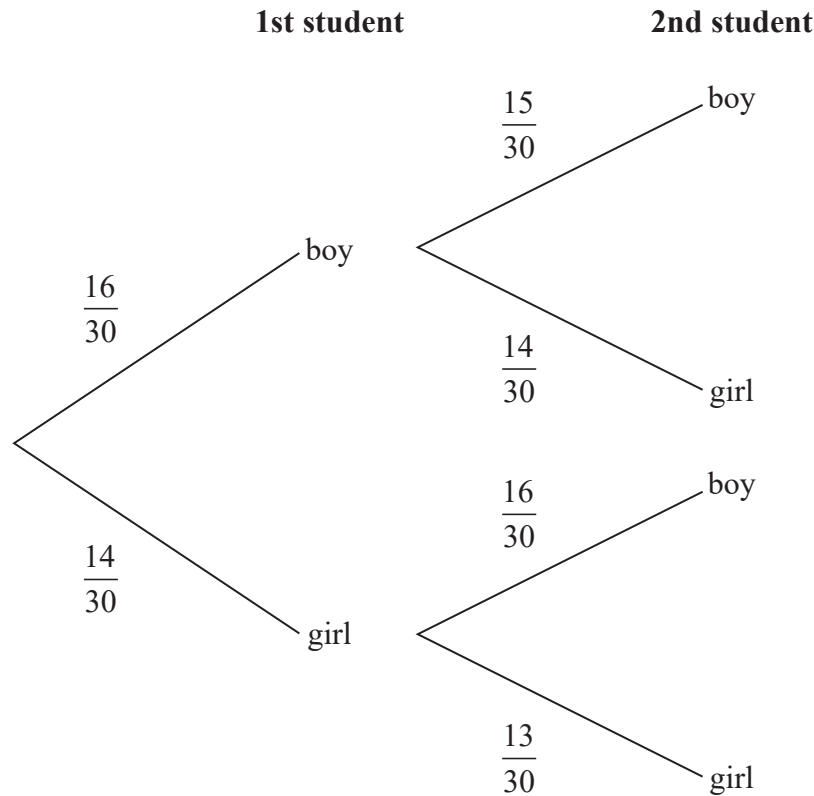 1st student 2nd student
15/30
boy
boy
16/30
14/30
girl
16/30
boy
14/30
girl
13/30
girl